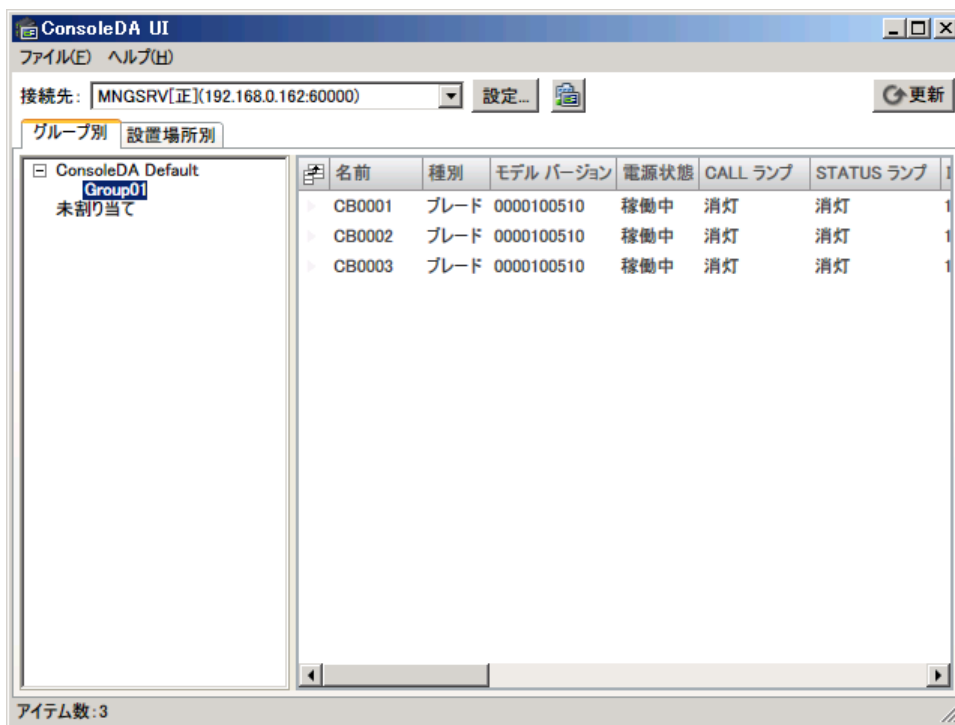 ConsoleDA UI
ファイル(F) ヘルプ(H)
接続先: MNGSRV[正](192.168.0.162:60000) 設定... 更新
グループ別 設置場所別
ConsoleDA Default
Group01
未割り当て
名前 種別 モデル バージョン 電源状態 CALL ランプ STATUS ランプ
CB0001 ブレード 0000100510 稼働中 消灯 消灯 1
CB0002 ブレード 0000100510 稼働中 消灯 消灯 1
CB0003 ブレード 0000100510 稼働中 消灯 消灯 1
アイテム数:3